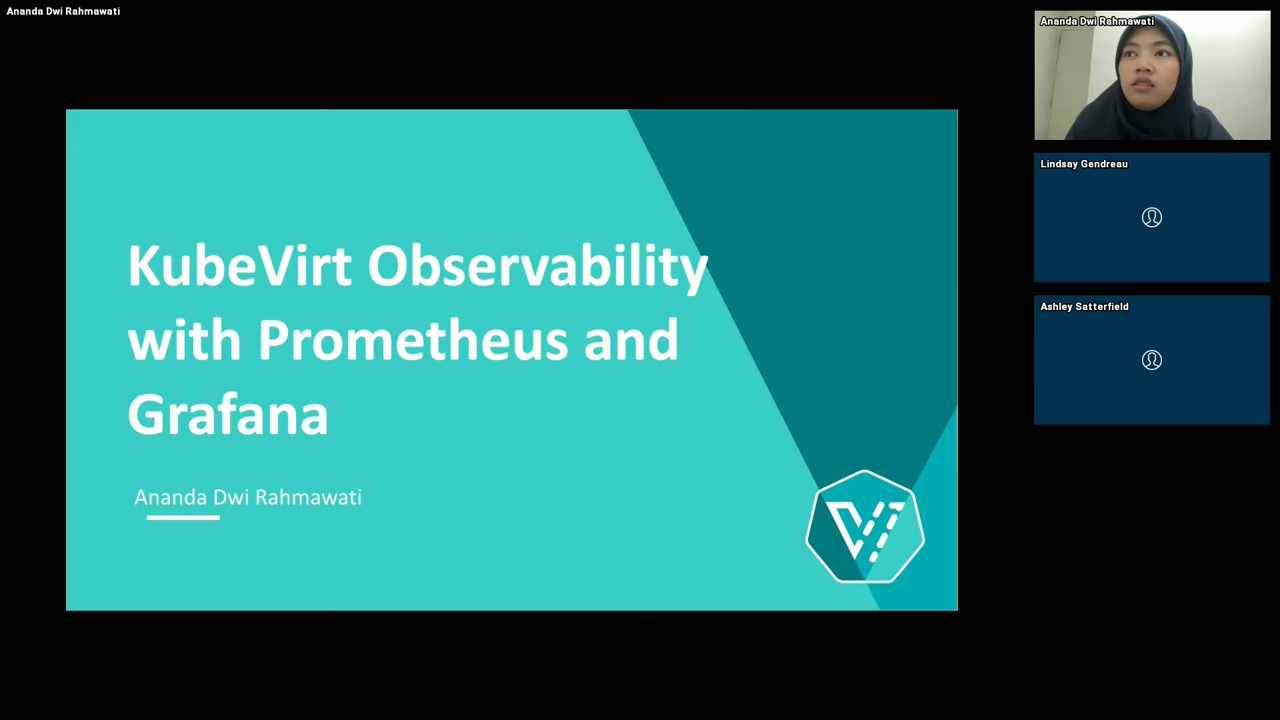 Ananda Dwi Rahmawati
Ananda Dwi Rahmawati
Lindsay Gendreau
Ashley Satterfield
KubeVirt Observability
with Prometheus and
Grafana
Ananda Dwi Rahmawati